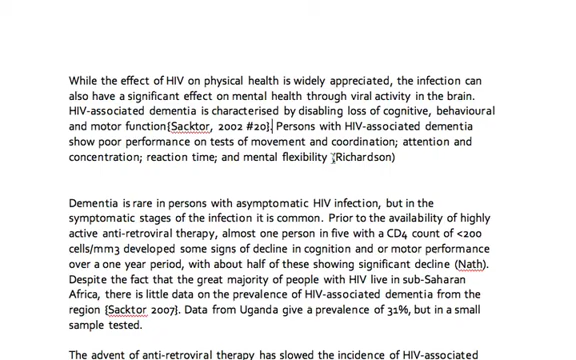 While the effect of HIV on physical health is widely appreciated, the infection can
also have a significant effect on mental health through viral activity in the brain.
HIV-associated dementia is characterised by disabling loss of cognitive, behavioural
and motor function{Sacktor, 2002 #20}. Persons with HIV-associated dementia
show poor performance on tests of movement and coordination; attention and
concentration; reaction time; and mental flexibility (Richardson)
Dementia is rare in persons with asymptomatic HIV infection, but in the
symptomatic stages of the infection it is common. Prior to the availability of highly
active anti-retroviral therapy, almost one person in five with a CD4 count of <200
cells/mm3 developed some signs of decline in cognition and or motor performance
over a one year period, with about half of these showing significant decline (Nath).
Despite the fact that the great majority of people with HIV live in sub-Saharan
Africa, there is little data on the prevalence of HIV-associated dementia from the
region {Sacktor 2007}. Data from Uganda give a prevalence of 31%, but in a small
sample tested.
The advent of anti-retroviral therapy has slowed the incidence of HIV-associated